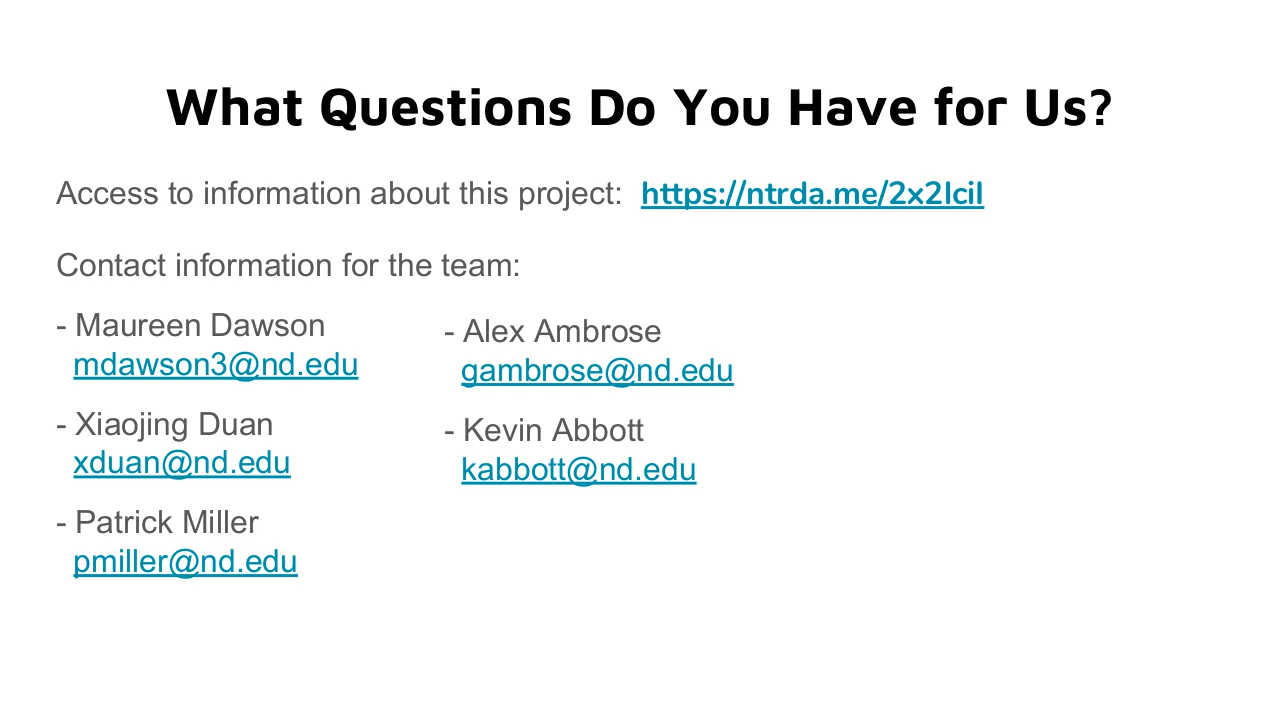 What Questions Do You Have for Us?
Access to information about this project: https://ntrda.me/2x2Icil
Contact information for the team:
- Maureen Dawson
mdawson3@nd.edu
- Xiaojing Duan
xduan@nd.edu
- Patrick Miller
pmiller@nd.edu
- Alex Ambrose
gambrose@nd.edu
- Kevin Abbott
kabbott@nd.edu